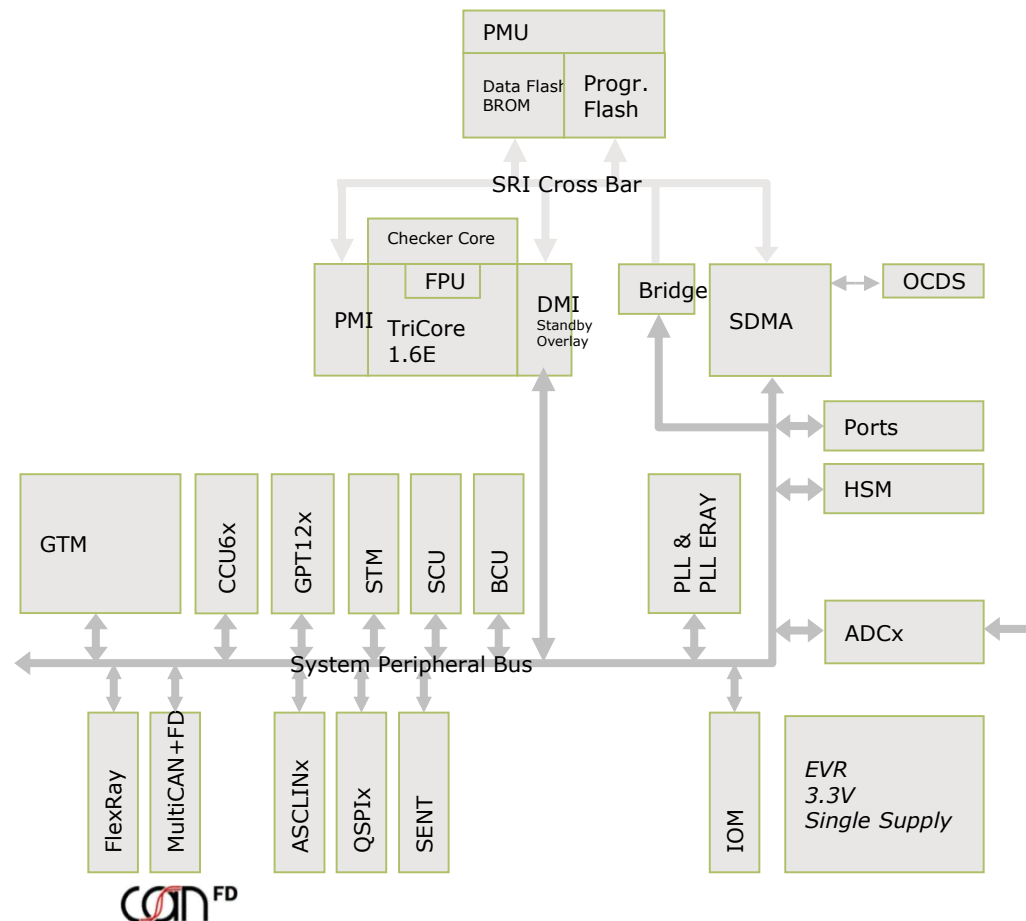 PMU
Data Flash
BROM
Progr.
Flash
SRI Cross Bar
Checker Core
FPU
PMI
TriCore
1.6E
DMI
Standby
Overlay
Bridge
SDMA
OCDS
Ports
HSM
GTM
CCU6x
GPT12x
STM
SCU
BCU
PLL &
PLL ERAY
ADCx
System Peripheral Bus
FlexRay
MultiCAN+FD
ASCLINx
QSPIx
SENT
IOM
EVR
3.3V
Single Supply
CAN FD